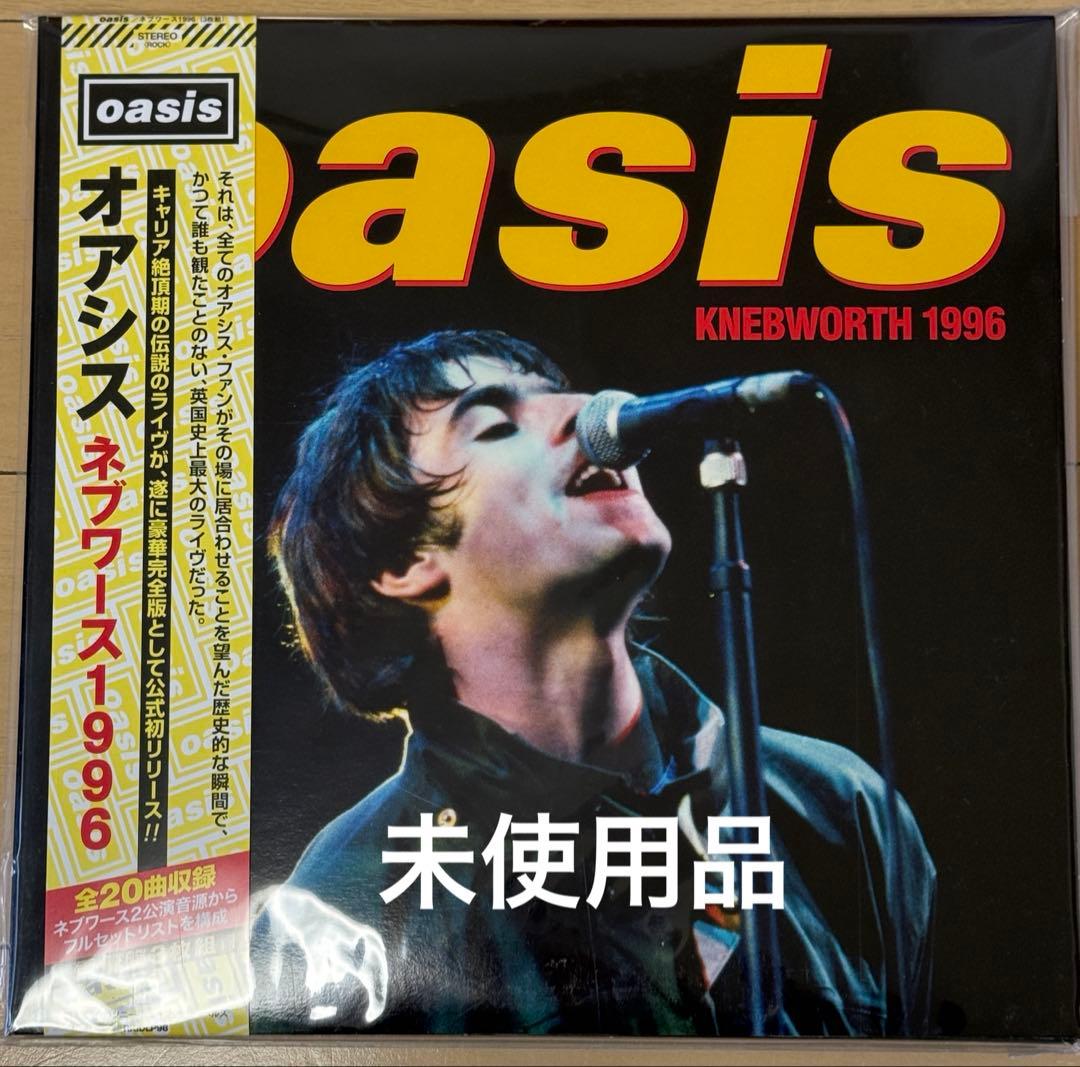 oasis ネブワース1996 (3枚組)
STEREO
(ROCK)
oasis
オアシス ネブワース1996
それは、全てのオアシス・ファンがその場に居合わせることを望んだ歴史的な瞬間で、
かつて誰も観たことのない、英国史上最大のライヴだった。
キャリア絶頂期の伝説のライヴが、遂に豪華完全版として公式初リリース!!
全20曲収録
ネブワース2公演音源から
フルセットリストを構成
oasis
KNEBWORTH 1996
未使用品